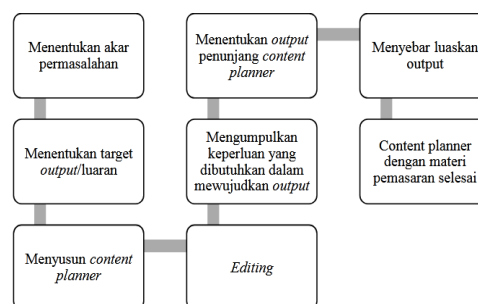 Menentukan akar
permasalahan
Menentukan target
output/luaran
Menyusun content
planner
Editing
Mengumpulkan
keperluan yang
dibutuhkan dalam
mewujudkan output
Menentukan output
penunjang content
planner
Menyebar luaskan
output
Content planner
dengan materi
pemasaran selesai